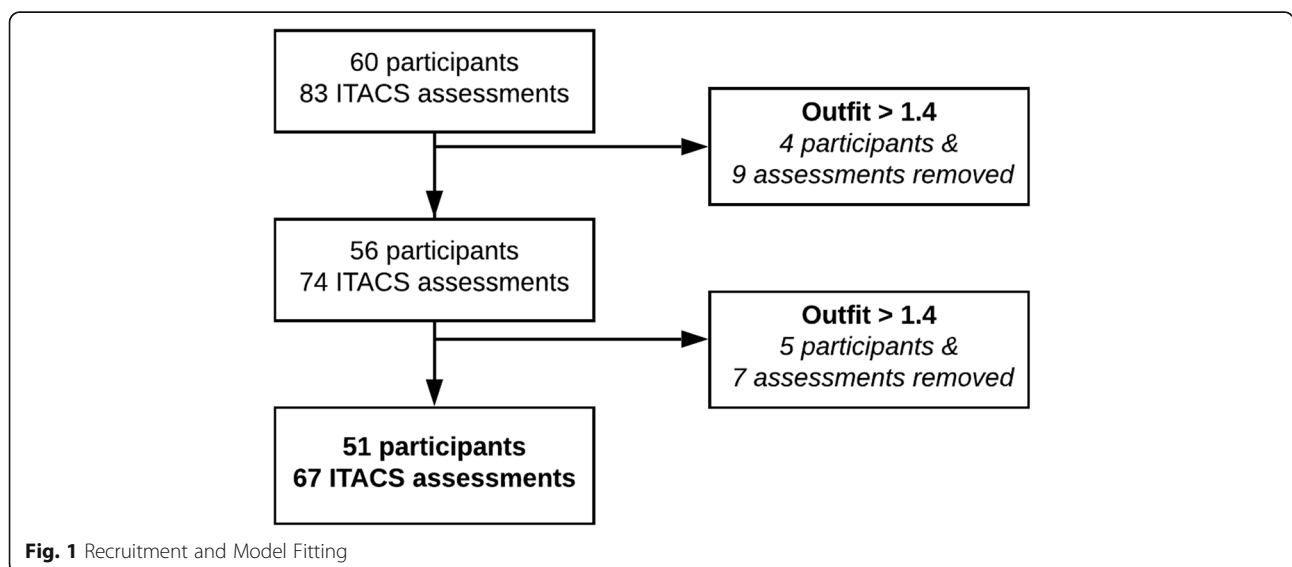 60 participants
83 ITACS assessments
Outfit > 1.4
4 participants &
9 assessments removed
56 participants
74 ITACS assessments
Outfit > 1.4
5 participants &
7 assessments removed
51 participants
67 ITACS assessments
Fig. 1 Recruitment and Model Fitting